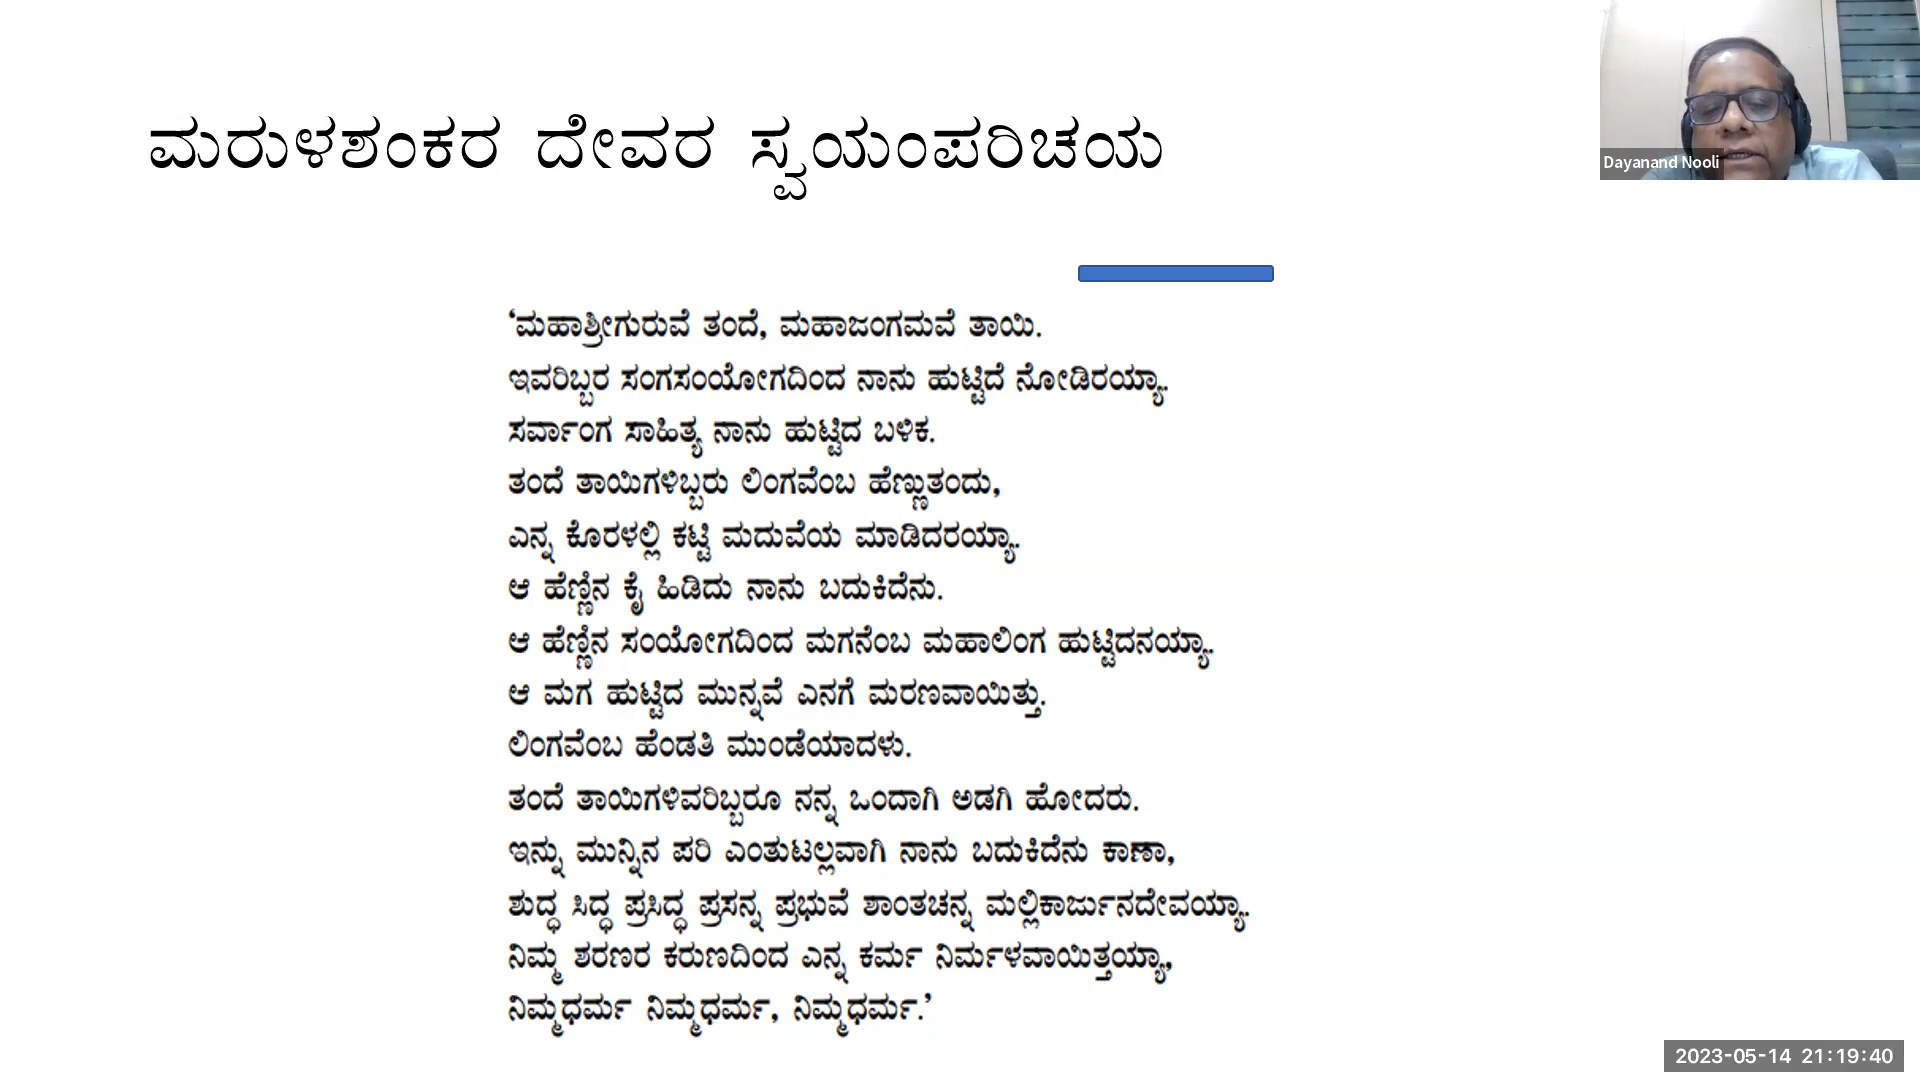 ಮರುಳಶಂಕರ ದೇವರ ಸ್ವಯಂಪರಿಚಯ
Dayanand Nooli
‘ಮಹಾಶ್ರೀಗುರುವೆ ತಂದೆ, ಮಹಾಜಂಗಮವೆ ತಾಯಿ.
ಇವರಿಬ್ಬರ ಸಂಗಸಂಯೋಗದಿಂದ ನಾನು ಹುಟ್ಟಿದೆ ನೋಡಿರಯ್ಯಾ.
ಸರ್ವಾಂಗ ಸಾಹಿತ್ಯ ನಾನು ಹುಟ್ಟಿದ ಬಳಿಕ.
ತಂದೆ ತಾಯಿಗಳಿಬ್ಬರು ಲಿಂಗವೆಂಬ ಹೆಣ್ಣುತಂದು,
ಎನ್ನ ಕೊರಳಲ್ಲಿ ಕಟ್ಟಿ ಮದುವೆಯ ಮಾಡಿದರಯ್ಯಾ.
ಆ ಹೆಣ್ಣಿನ ಕೈ ಹಿಡಿದು ನಾನು ಬದುಕಿದೆನು.
ಆ ಹೆಣ್ಣಿನ ಸಂಯೋಗದಿಂದ ಮಗನೆಂಬ ಮಹಾಲಿಂಗ ಹುಟ್ಟಿದನಯ್ಯಾ.
ಆ ಮಗ ಹುಟ್ಟಿದ ಮುನ್ನವೆ ಎನಗೆ ಮರಣವಾಯಿತ್ತು.
ಲಿಂಗವೆಂಬ ಹೆಂಡತಿ ಮುಂಡೆಯಾದಳು.
ತಂದೆ ತಾಯಿಗಳಿವರಿಬ್ಬರೂ ನನ್ನ ಒಂದಾಗಿ ಅಡಗಿ ಹೋದರು.
ಇನ್ನು ಮುನ್ನಿನ ಪರಿ ಎಂತುಟಲ್ಲವಾಗಿ ನಾನು ಬದುಕಿದೆನು ಕಾಣಾ,
ಶುದ್ಧ ಸಿದ್ಧ ಪ್ರಸಿದ್ಧ ಪ್ರಸನ್ನ ಪ್ರಭುವೆ ಶಾಂತಚನ್ನ ಮಲ್ಲಿಕಾರ್ಜುನದೇವಯ್ಯಾ.
ನಿಮ್ಮ ಶರಣರ ಕರುಣದಿಂದ ಎನ್ನ ಕರ್ಮ ನಿರ್ಮಳವಾಯಿತ್ತಯ್ಯಾ,
ನಿಮ್ಮಧರ್ಮ ನಿಮ್ಮಧರ್ಮ, ನಿಮ್ಮಧರ್ಮ.’
2023-05-14 21:19:40